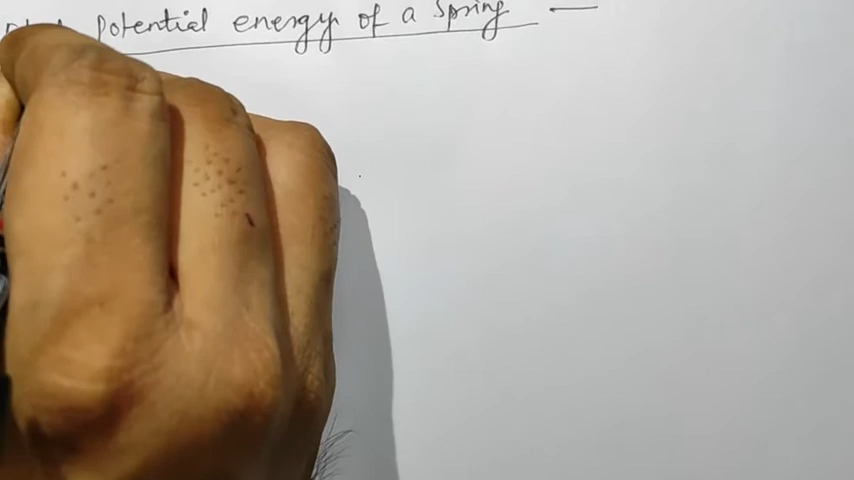 potential energy of a spring —